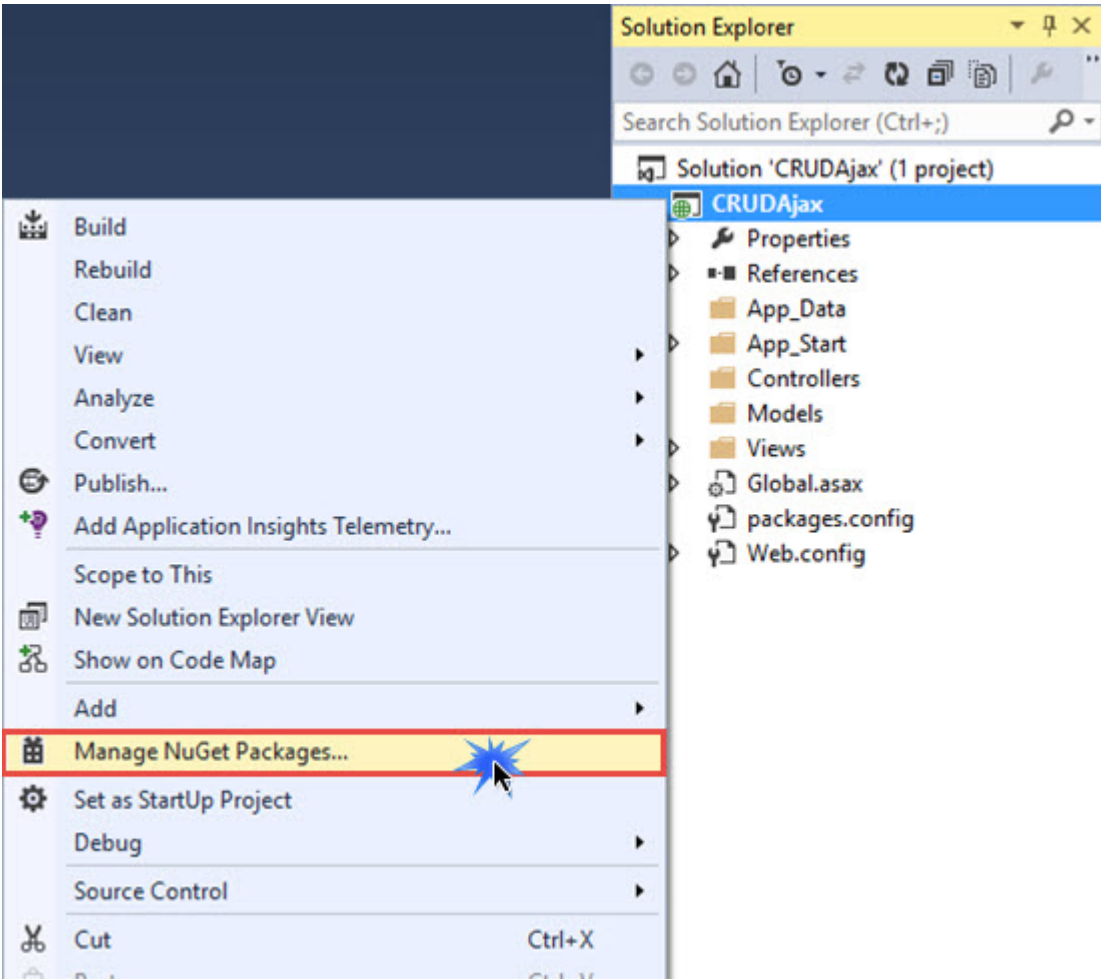 Solution Explorer
Search Solution Explorer (Ctrl+;)
Solution 'CRUDAjax' (1 project)
CRUDAjax
Properties
References
App_Data
App_Start
Controllers
Models
Views
Global.asax
packages.config
Web.config
Build
Rebuild
Clean
View
Analyze
Convert
Publish...
Add Application Insights Telemetry...
Scope to This
New Solution Explorer View
Show on Code Map
Add
Manage NuGet Packages...
Set as StartUp Project
Debug
Source Control
Cut Ctrl+X